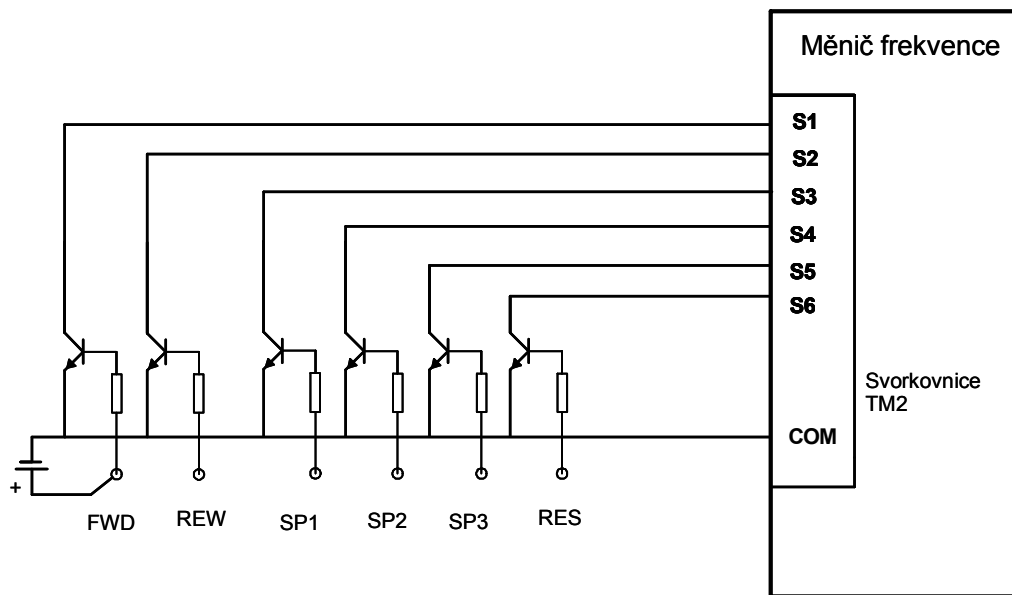 Měnič frekvence
S1
S2
S3
S4
S5
S6
Svorkovnice
TM2
COM
+
FWD REW SP1 SP2 SP3 RES